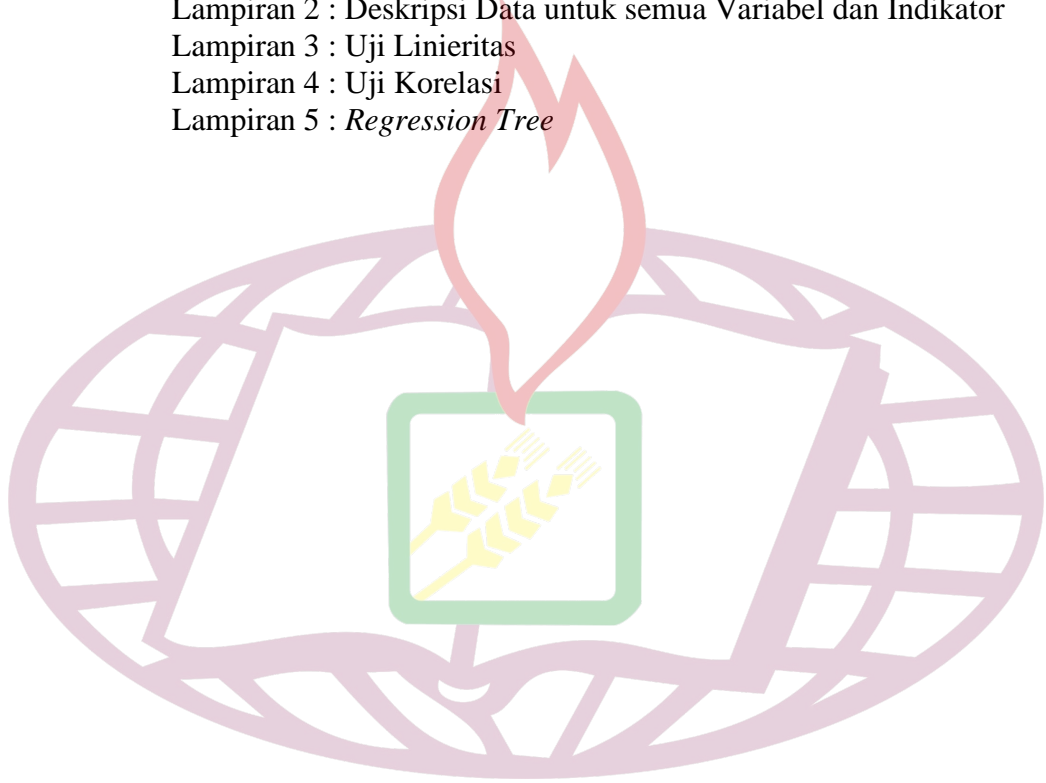 Lampiran 2 : Deskripsi Data untuk semua Variabel dan Indikator
Lampiran 3 : Uji Linieritas
Lampiran 4 : Uji Korelasi
Lampiran 5 : Regression Tree